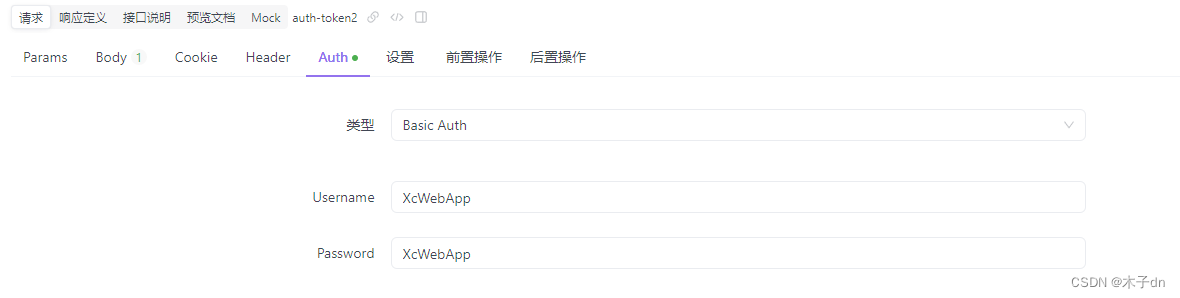 请求 响应定义 接口说明 预览文档 Mock auth-token2
Params Body 1 Cookie Header Auth 设置 前置操作 后置操作
类型 Basic Auth
Username XcWebApp
Password XcWebApp
CSDN @木子dn